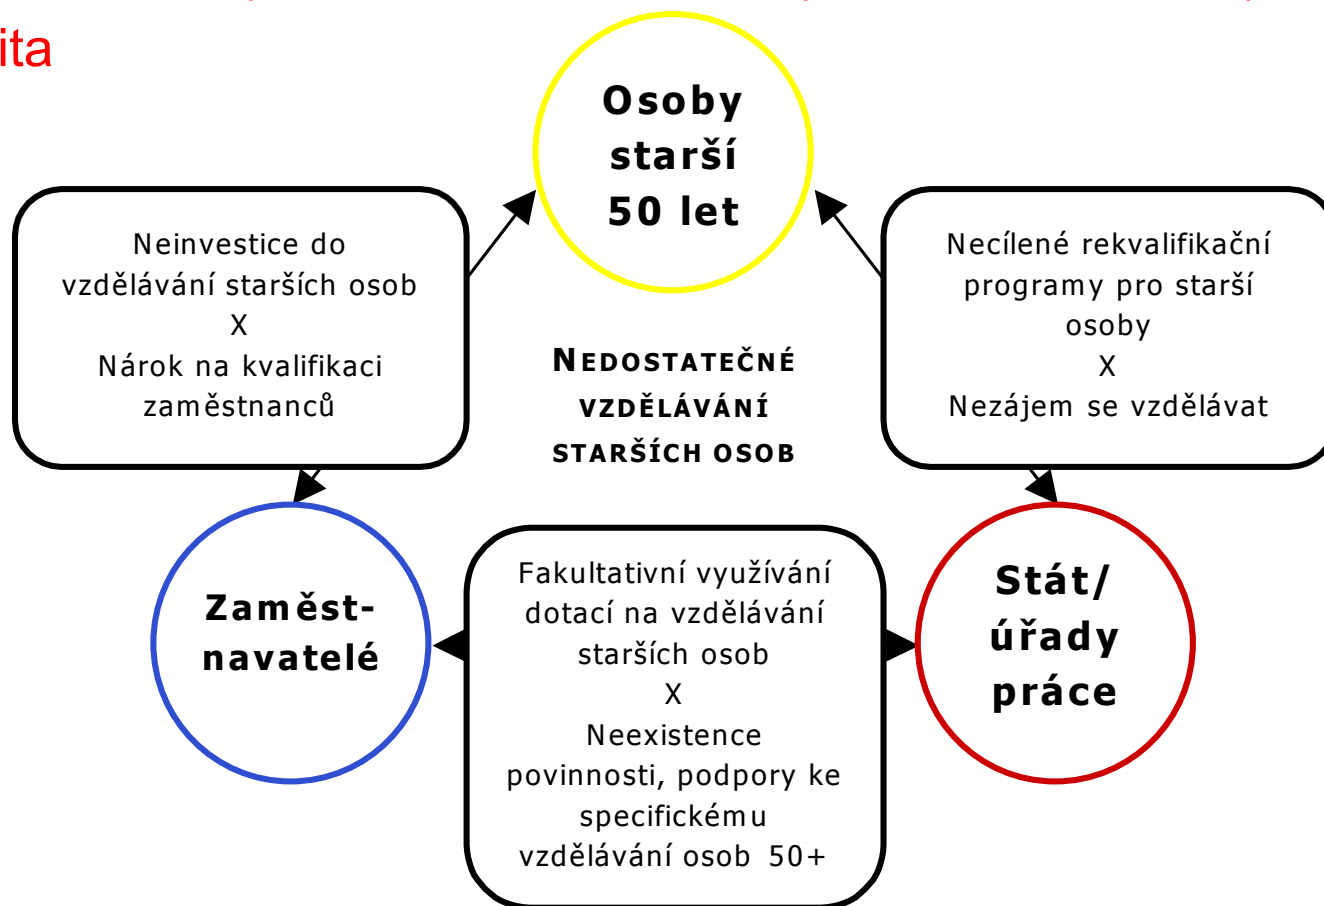 ita
Osoby
starší
50 let
Neinvestice do
vzdělávání starších osob
X
Nárok na kvalifikaci
zaměstnanců
Necílené rekvalifikační
programy pro starší
osoby
X
Nezájem se vzdělávat
NEDOSTATEČNÉ
VZDĚLÁVÁNÍ
STARŠÍCH OSOB
Zaměst-
navatelé
Fakultativní využívání
dotací na vzdělávání
starších osob
X
Neexistence
povinnosti, podpory ke
specifickému
vzdělávání osob 50+
Stát/
úřady
práce